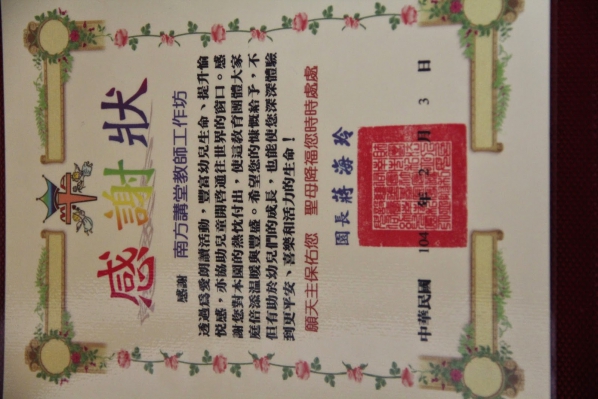 感謝狀
感謝 南方講堂教師工作坊
透過為愛朗讀活動，豐富幼兒生命、提升愉
悅感，亦協助兒童開啓通往世界的窗口。感
謝您對本園的熱忱付出，使這教育團體大家
庭倍添溫暖與豐盛。希望您的慷慨給予，不
但有助於幼兒們的成長，也能使您深深體驗
到更平安、喜樂和活力的生命！
願天主保佑您 聖母降福您時時處處
園長 蔣海玲
中華民國 104 年 2 月 3 日